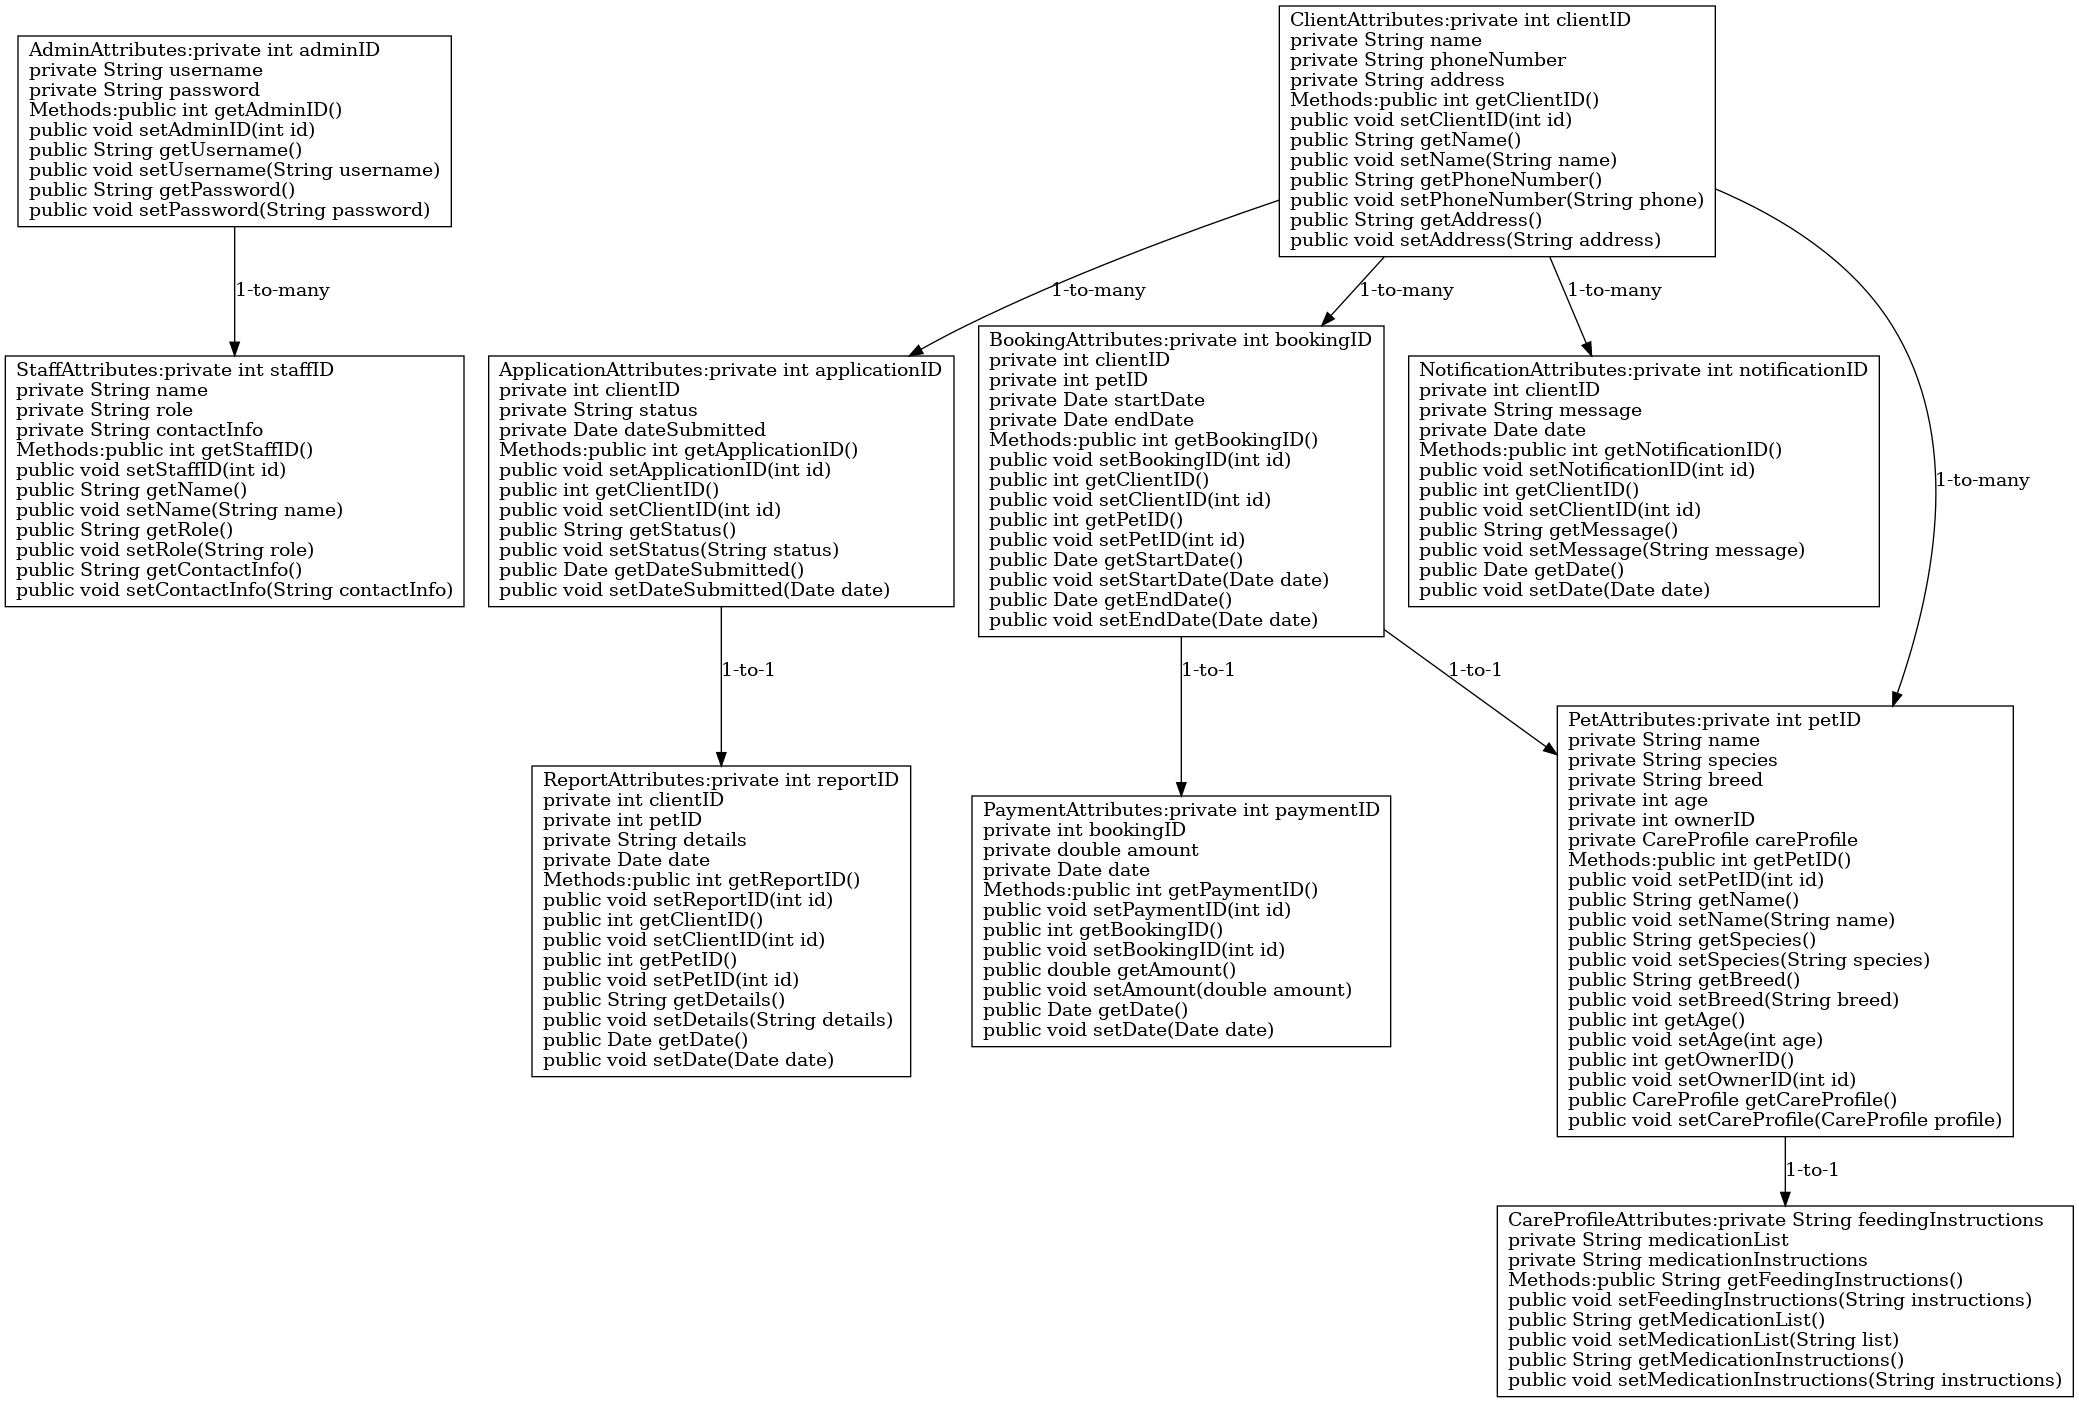 AdminAttributes:private int adminID
private String username
private String password
Methods:public int getAdminID()
public void setAdminID(int id)
public String getUsername()
public void setUsername(String username)
public String getPassword()
public void setPassword(String password)
ClientAttributes:private int clientID
private String name
private String phoneNumber
private String address
Methods:public int getClientID()
public void setClientID(int id)
public String getName()
public void setName(String name)
public String getPhoneNumber()
public void setPhoneNumber(String phone)
public String getAddress()
public void setAddress(String address)
1-to-many
1-to-many
1-to-many
1-to-many
1-to-many
StaffAttributes:private int staffID
private String name
private String role
private String contactInfo
Methods:public int getStaffID()
public void setStaffID(int id)
public String getName()
public void setName(String name)
public String getRole()
public void setRole(String role)
public String getContactInfo()
public void setContactInfo(String contactInfo)
ApplicationAttributes:private int applicationID
private int clientID
private String status
private Date dateSubmitted
Methods:public int getApplicationID()
public void setApplicationID(int id)
public int getClientID()
public void setClientID(int id)
public String getStatus()
public void setStatus(String status)
public Date getDateSubmitted()
public void setDateSubmitted(Date date)
BookingAttributes:private int bookingID
private int clientID
private int petID
private Date startDate
private Date endDate
Methods:public int getBookingID()
public void setBookingID(int id)
public int getClientID()
public void setClientID(int id)
public int getPetID()
public void setPetID(int id)
public Date getStartDate()
public void setStartDate(Date date)
public Date getEndDate()
public void setEndDate(Date date)
NotificationAttributes:private int notificationID
private int clientID
private String message
private Date date
Methods:public int getNotificationID()
public void setNotificationID(int id)
public int getClientID()
public void setClientID(int id)
public String getMessage()
public void setMessage(String message)
public Date getDate()
public void setDate(Date date)
1-to-1
1-to-1
1-to-1
ReportAttributes:private int reportID
private int clientID
private int petID
private String details
private Date date
Methods:public int getReportID()
public void setReportID(int id)
public int getClientID()
public void setClientID(int id)
public int getPetID()
public void setPetID(int id)
public String getDetails()
public void setDetails(String details)
public Date getDate()
public void setDate(Date date)
PaymentAttributes:private int paymentID
private int bookingID
private double amount
private Date date
Methods:public int getPaymentID()
public void setPaymentID(int id)
public int getBookingID()
public void setBookingID(int id)
public double getAmount()
public void setAmount(double amount)
public Date getDate()
public void setDate(Date date)
PetAttributes:private int petID
private String name
private String species
private String breed
private int age
private int ownerID
private CareProfile careProfile
Methods:public int getPetID()
public void setPetID(int id)
public String getName()
public void setName(String name)
public String getSpecies()
public void setSpecies(String species)
public String getBreed()
public void setBreed(String breed)
public int getAge()
public void setAge(int age)
public int getOwnerID()
public void setOwnerID(int id)
public CareProfile getCareProfile()
public void setCareProfile(CareProfile profile)
1-to-1
CareProfileAttributes:private String feedingInstructions
private String medicationList
private String medicationInstructions
Methods:public String getFeedingInstructions()
public void setFeedingInstructions(String instructions)
public String getMedicationList()
public void setMedicationList(String list)
public String getMedicationInstructions()
public void setMedicationInstructions(String instructions)